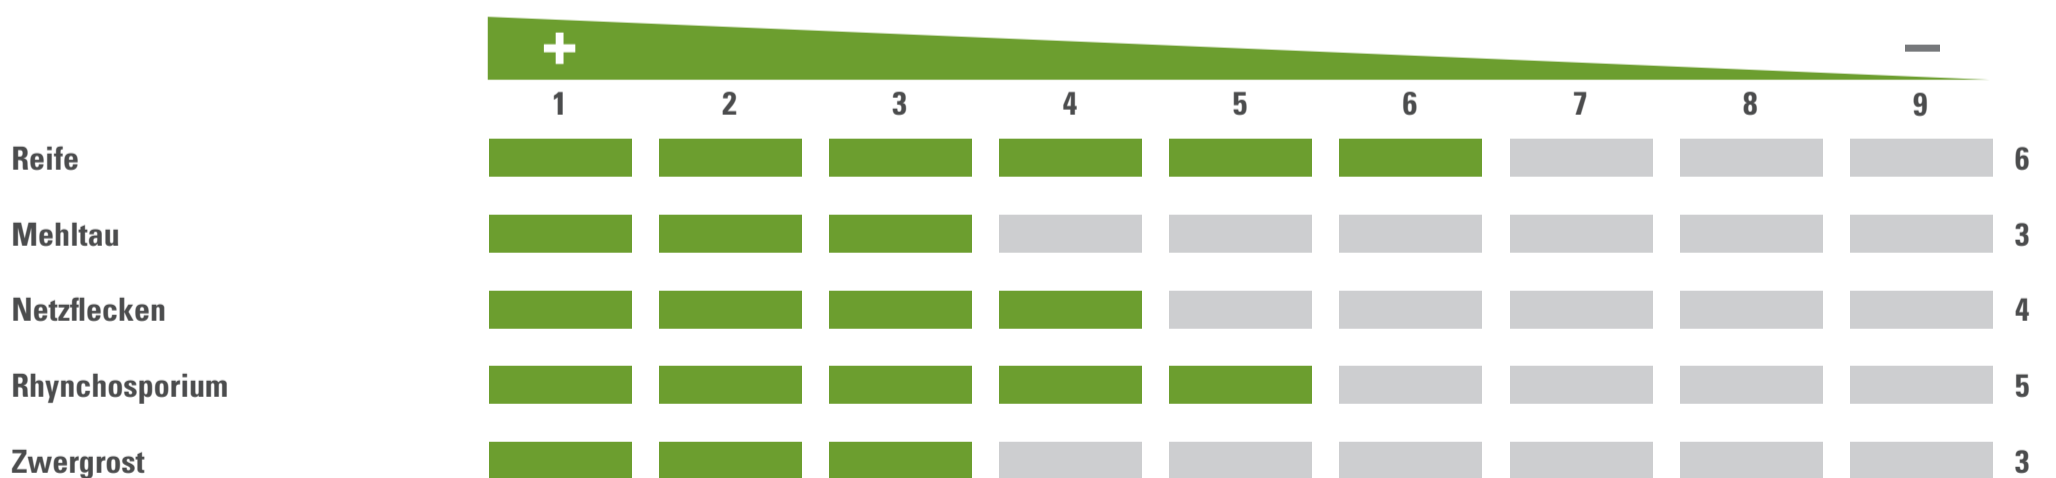 + −
1 2 3 4 5 6 7 8 9
Reife 6
Mehltau 3
Netzflecken 4
Rhynchosporium 5
Zwergrost 3